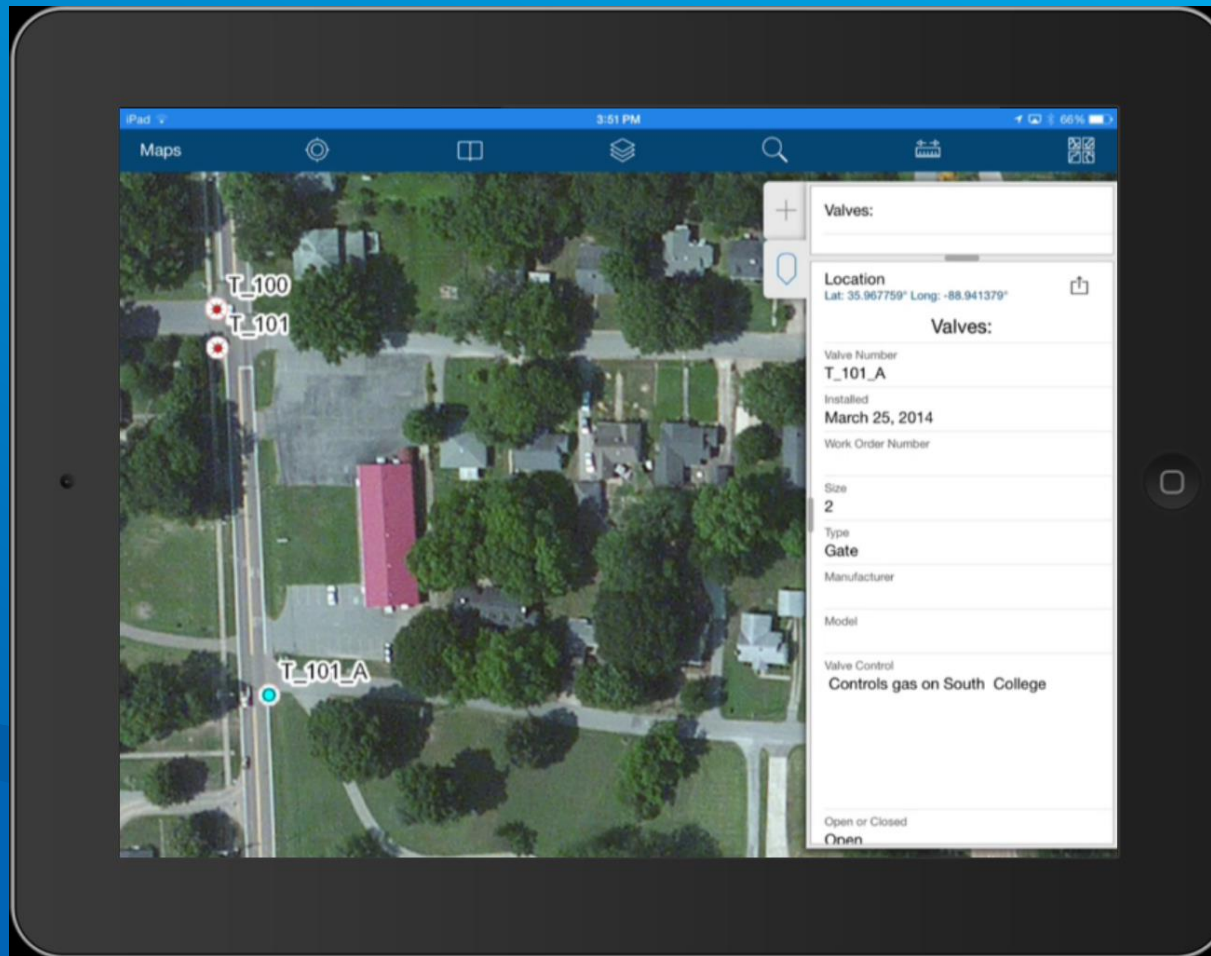 iPad 3:51 PM 66%
Maps
T_100
T_101
T_101_A
Valves:
Location
Lat: 35.967759° Long: -88.941379°
Valves:
Valve Number
T_101_A
Installed
March 25, 2014
Work Order Number
Size
2
Type
Gate
Manufacturer
Model
Valve Control
Controls gas on South College
Open or Closed
Open